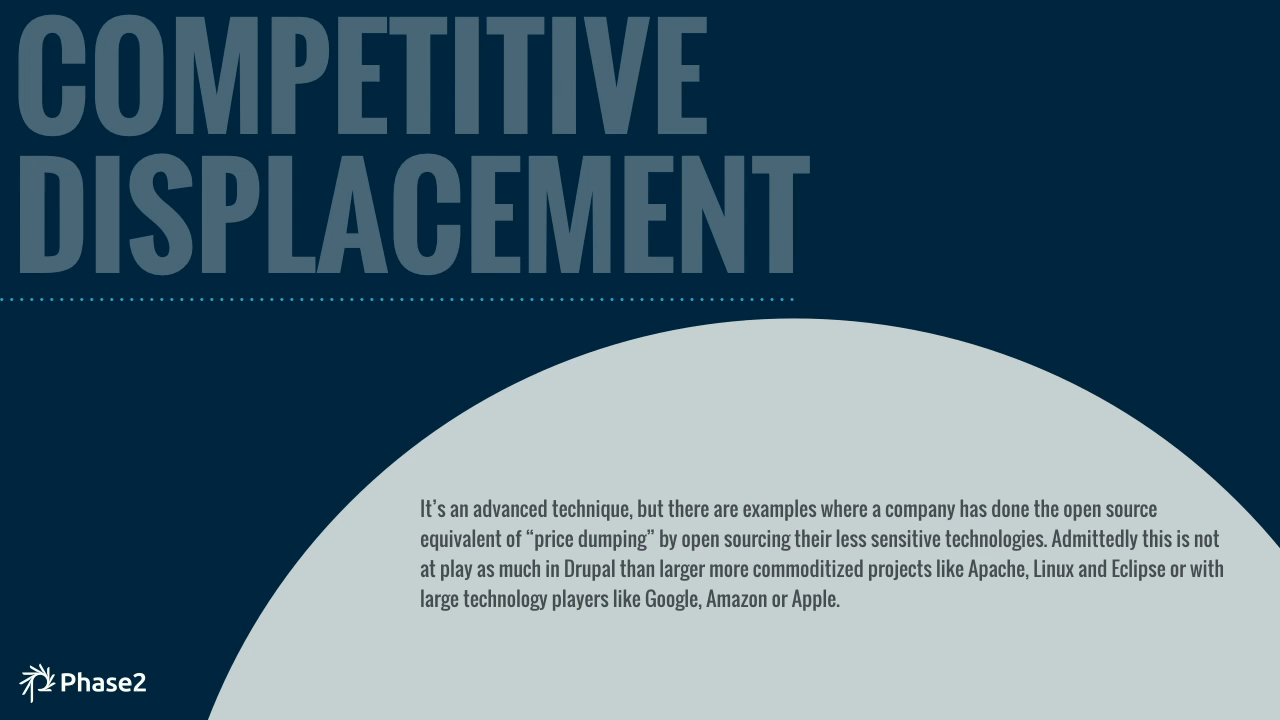 COMPETITIVE
DISPLACEMENT
It’s an advanced technique, but there are examples where a company has done the open source
equivalent of “price dumping” by open sourcing their less sensitive technologies. Admittedly this is not
at play as much in Drupal than larger more commoditized projects like Apache, Linux and Eclipse or with
large technology players like Google, Amazon or Apple.
Phase2